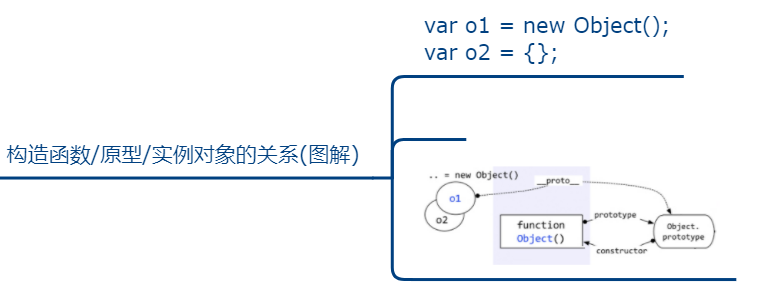 var o1 = new Object();
var o2 = {};
构造函数/原型/实例对象的关系(图解)
.. = new Object()
__proto__
o1
o2
function
Object()
prototype
Object.
prototype
constructor